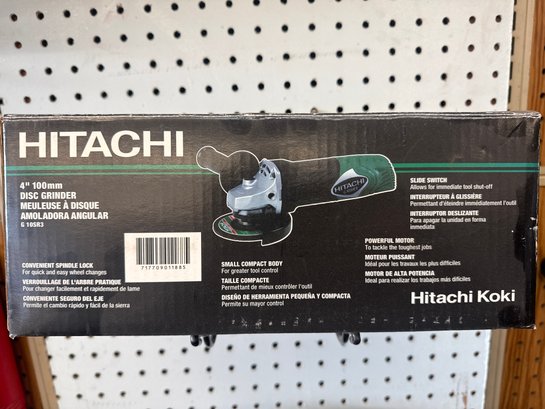 HITACHI
4" 100mm
DISC GRINDER
MEULEUSE À DISQUE
AMOLADORA ANGULAR
G 10SR3
HITACHI
CONVENIENT SPINDLE LOCK
For quick and easy wheel changes
VERROUILLAGE DE L'ARBRE PRATIQUE
Pour changer facilement et rapidement de lame
CONVENIENTE SEGURO DEL EJE
Permite el cambio rápido y fácil de la sierra
717709011885
SMALL COMPACT BODY
For greater tool control
TAILLE COMPACTE
Permettant de mieux contrôler l'outil
DISEÑO DE HERRAMIENTA PEQUEÑA Y COMPACTA
Permite su mayor control
SLIDE SWITCH
Allows for immediate tool shut-off
INTERRUPTEUR À GLISSIÈRE
Permettant d'éteindre immédiatement l'outil
INTERRUPTOR DESLIZANTE
Para apagar la unidad en forma
inmediata
POWERFUL MOTOR
To tackle the toughest jobs
MOTEUR PUISSANT
Idéal pour les travaux les plus difficiles
MOTOR DE ALTA POTENCIA
Ideal para realizar los trabajos más difíciles
Hitachi Koki